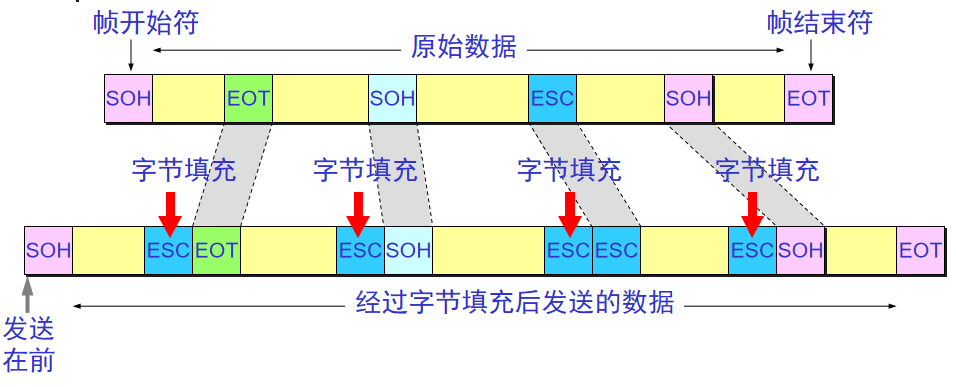 帧开始符
原始数据
帧结束符
SOH EOT SOH ESC SOH EOT
字节填充 字节填充 字节填充 字节填充
SOH ESC EOT ESC SOH ESC ESC ESC SOH EOT
经过字节填充后发送的数据
发送
在前